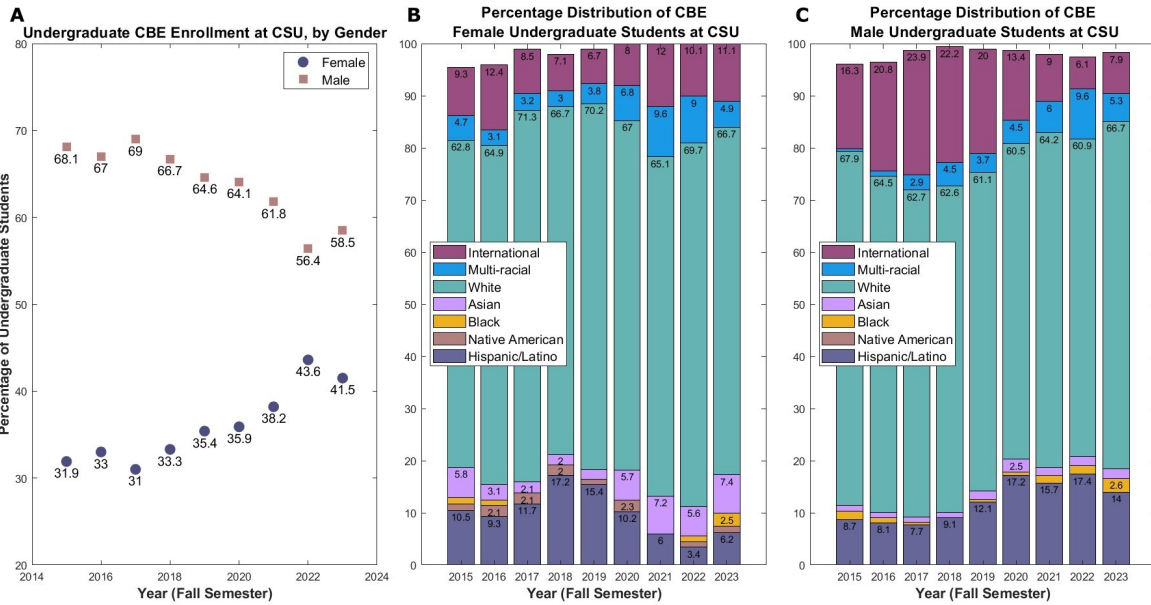 A
Undergraduate CBE Enrollment at CSU, by Gender
Female
Male
80
70
60
50
40
30
20
68.1
67
69
66.7
64.6
64.1
61.8
56.4
58.5
31.9
33
31
33.3
35.4
35.9
38.2
43.6
41.5
2014 2016 2018 2020 2022 2024
Year (Fall Semester)
Percentage of Undergraduate Students
B
Percentage Distribution of CBE
Female Undergraduate Students at CSU
100
90
80
70
60
50
40
30
20
10
0
9.3 12.4 8.5 7.1 6.7 8 12 10.1 11.1
4.7 3.1 3.2 3 3.8 6.8 9.6 9 4.9
62.8 64.9 71.3 66.7 70.2 67 65.1 69.7 66.7
International
Multi-racial
White
Asian
Black
Native American
Hispanic/Latino
5.8 3.1 2.1 2 5.7 7.2 5.6 7.4
2.5
2.1 2.1 2 2.3
10.5 9.3 11.7 17.2 15.4 10.2 6 3.4 6.2
2015 2016 2017 2018 2019 2020 2021 2022 2023
Year (Fall Semester)
C
Percentage Distribution of CBE
Male Undergraduate Students at CSU
100
90
80
70
60
50
40
30
20
10
0
16.3 20.8 23.9 22.2 20 13.4 9 6.1 7.9
2.9 4.5 3.7 4.5 6 9.6 5.3
67.9 64.5 62.7 62.6 61.1 60.5 64.2 60.9 66.7
International
Multi-racial
White
Asian
Black
Native American
Hispanic/Latino
2.5
2.6
8.7 8.1 7.7 9.1 12.1 17.2 15.7 17.4 14
2015 2016 2017 2018 2019 2020 2021 2022 2023
Year (Fall Semester)